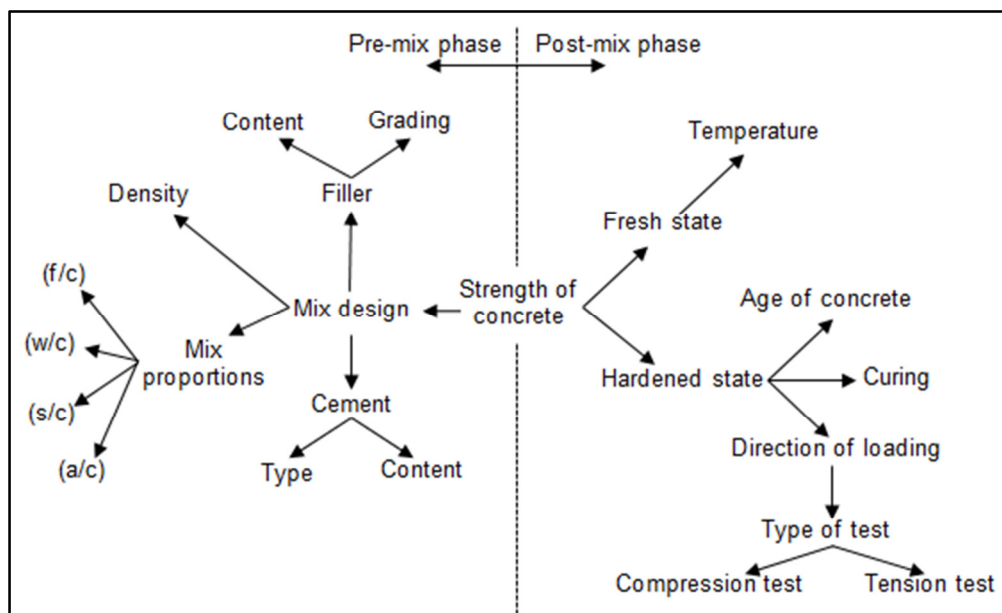 Pre-mix phase
Post-mix phase
Content
Grading
Temperature
Density
Filler
Fresh state
(f/c)
Mix design
Strength of
concrete
Age of concrete
(w/c)
Mix
proportions
Hardened state
Curing
(s/c)
Cement
(a/c)
Type
Content
Direction of loading
Type of test
Compression test
Tension test